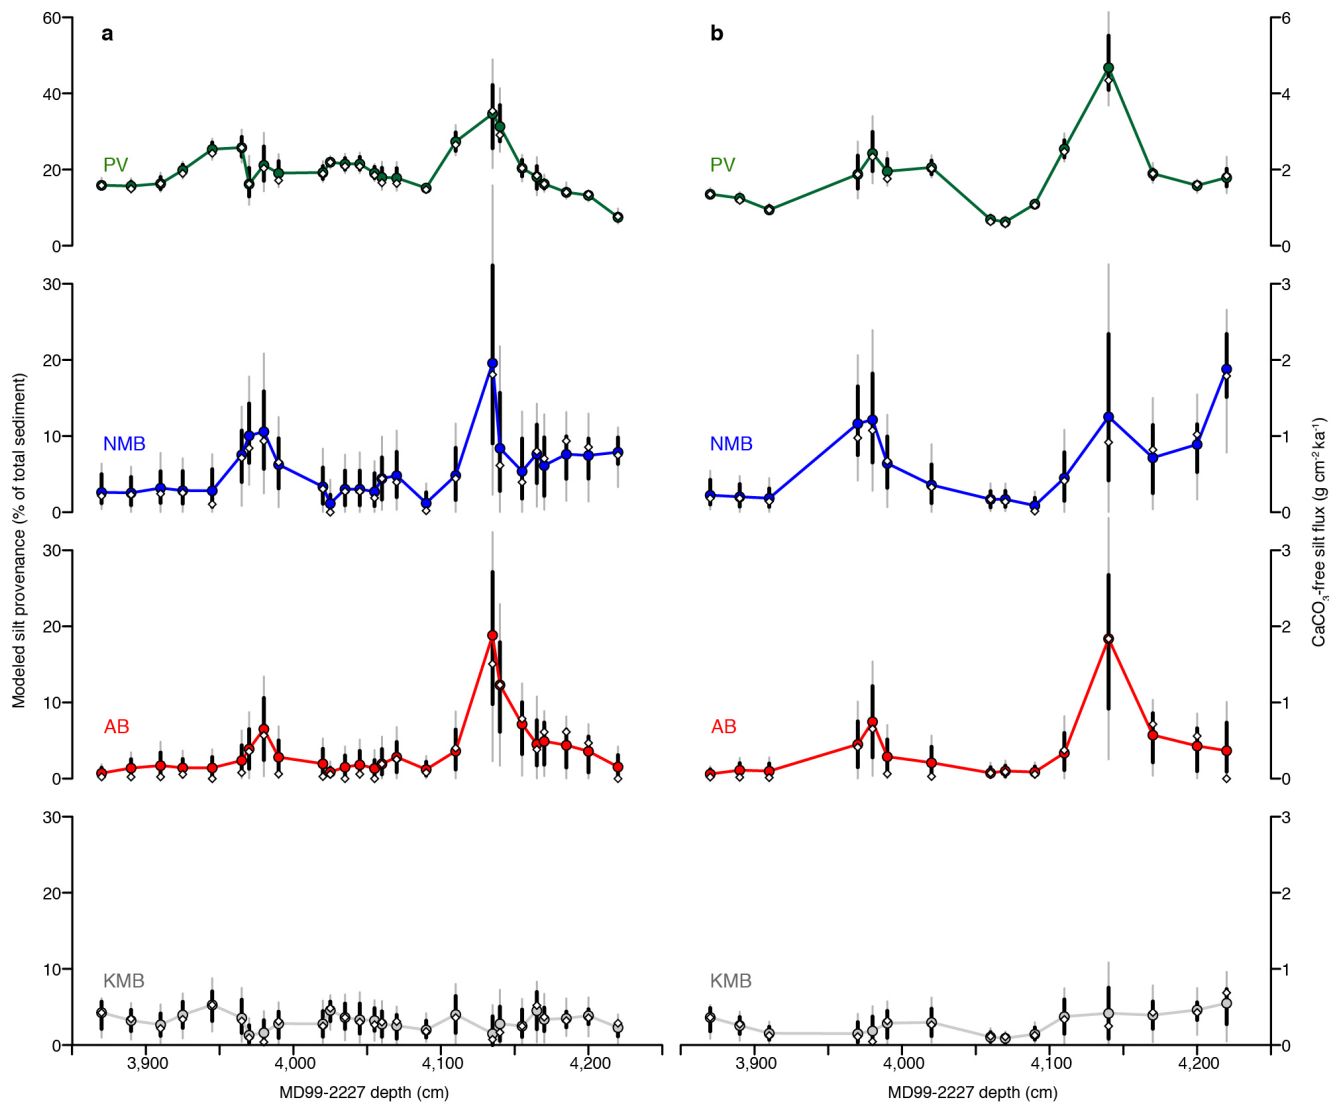 a
b
60
40
20
0
PV
PV
6
4
2
0
30
20
10
0
NMB
NMB
3
2
1
0
30
20
10
0
AB
AB
3
2
1
0
30
20
10
0
KMB
KMB
3
2
1
0
Modeled silt provenance (% of total sediment)
CaCO₃-free silt flux (g cm⁻² ka⁻¹)
3,900
4,000
4,100
4,200
3,900
4,000
4,100
4,200
MD99-2227 depth (cm)
MD99-2227 depth (cm)